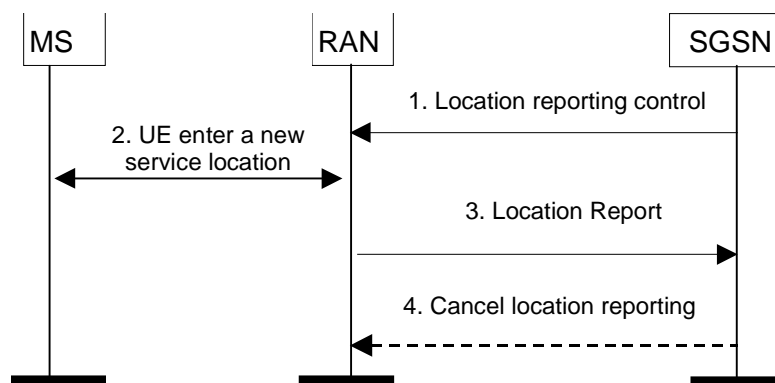 MS
RAN
SGSN
1. Location reporting control
2. UE enter a new
service location
3. Location Report
4. Cancel location reporting